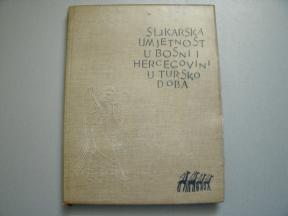 SLIKARSKA
UMJETNOST
U BOSNI I
HERCEGOVINI
U TURSKO
DOBA